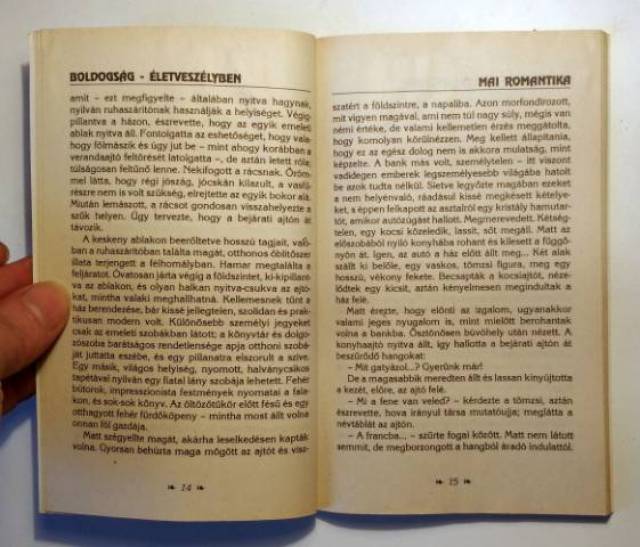 BOLDOGSÁG - ÉLETVESZÉLYBEN
amit – ezt megfigyelte – általában nyitva hagynak,
nyilván ruhaszárítónak használják a helyiséget. Végig-
pillantva a házon, észrevette, hogy az egyik emeleti
ablak nyitva áll. Fontolgatta az eshetőséget, hogy vala-
hogy fölmászik és úgy jut be – mint ahogy korábban a
verandaajtó feltörését latolgatta –, de aztán letett róla;
túlságosan feltűnő lenne. Nekifogott a rácsnak. Öröm-
mel látta, hogy régi jószág, jócskán kilazult, a vasfű-
részre nem is volt szükség, elrejtette az egyik bokor alá.
Miután lemászott, a rácsot gondosan visszahelyezte a
szűk helyen. Úgy tervezte, hogy a bejárati ajtón át
távozik.
A keskeny ablakon beerőltetve hosszú tagjait, való-
ban a ruhaszárítóban találta magát, otthonos öblítőszer
illata terjengett a félhomályban. Hamar megtalálta a
feljáratot. Óvatosan járta végig a földszintet, ki-kipillant-
va az ablakon, és olyan halkan nyitva-csukva az ajtó-
kat, mintha valaki meghallhatná. Kellemesnek tűnt a
ház berendezése, bár kissé jellegtelen, szolidan és prak-
tikusan modern volt. Különösebb személyi jegyeket
csak az emeleti szobákban látott; a könyvtár és dolgo-
zószoba barátságos rendetlensége apja otthoni szobá-
ját juttatta eszébe, és egy pillanatra elszorult a szíve.
Egy másik, világos helyiség, nyomott, halványcsíkos
tapétával nyilván egy fiatal lány szobája lehetett. Fehér
bútorok, impresszionista festmények nyomatai a fala-
kon, és sok-sok könyv. Az öltözőtükör előtt fésű és egy
otthagyott fehér fürdőköpeny – mintha most állt volna
onnan föl gazdája.
Matt szégyellte magát, akárha leselkedésen kapták
volna. Gyorsan behúzta maga mögött az ajtót és visz-
14
MAI ROMANTIKA
szatért a földszintre, a napaliba. Azon morfondírozott,
mit vigyen magával, ami nem túl nagy súly, mégis van
némi értéke, de valami kellemetlen érzés meggátolta,
hogy komolyan körülnézzen. Meg kellett állapítania,
hogy ez az egész dolog nem is akkora mulatság, mint
képzelte. A bank más volt, személytelen – itt viszont
vadidegen emberek legszemélyesebb világába hatolt
be azok tudta nélkül. Sietve legyőzte magában ezeket
a nem helyénvaló, ráadásul kissé megkésett kételye-
ket, s éppen felkapott az asztalról egy kristály hamutar-
tót, amikor autózúgást hallott. Megmerevedett. Kétség-
telen, egy kocsi közeledik, lassít, sőt megáll. Matt az
előszobából nyíló konyhába rohant és kilesett a függő-
nyön át. Igen, az autó a ház előtt állt meg... Két alak
szállt ki belőle, egy vaskos, tömzsi figura, meg egy
hosszú, vékony fekete. Becsapták a kocsiajtót, néze-
lődtek egy kicsit, aztán kényelmesen megindultak a
ház felé.
Matt érezte, hogy elönti az izgalom, ugyanakkor
valami jeges nyugalom is, mint mielőtt berohantak
volna a bankba. Ösztönösen búvóhely után nézett. A
konyhaajtó nyitva állt, így hallotta a bejárati ajtón át
beszűrődő hangokat:
– Mit gatyázol...? Gyerünk már!
De a magasabbik meredten állt és lassan kinyújtotta
a kezét, előre, az ajtó felé.
– Mi a fene van veled? – kérdezte a tömzsi, aztán
észrevette, hova irányul társa mutatóujja; meglátta a
névtáblát az ajtón.
– A francba... – szűrte fogai között. Matt nem látott
semmit, de megborzongott a hangból áradó indulattól.
15